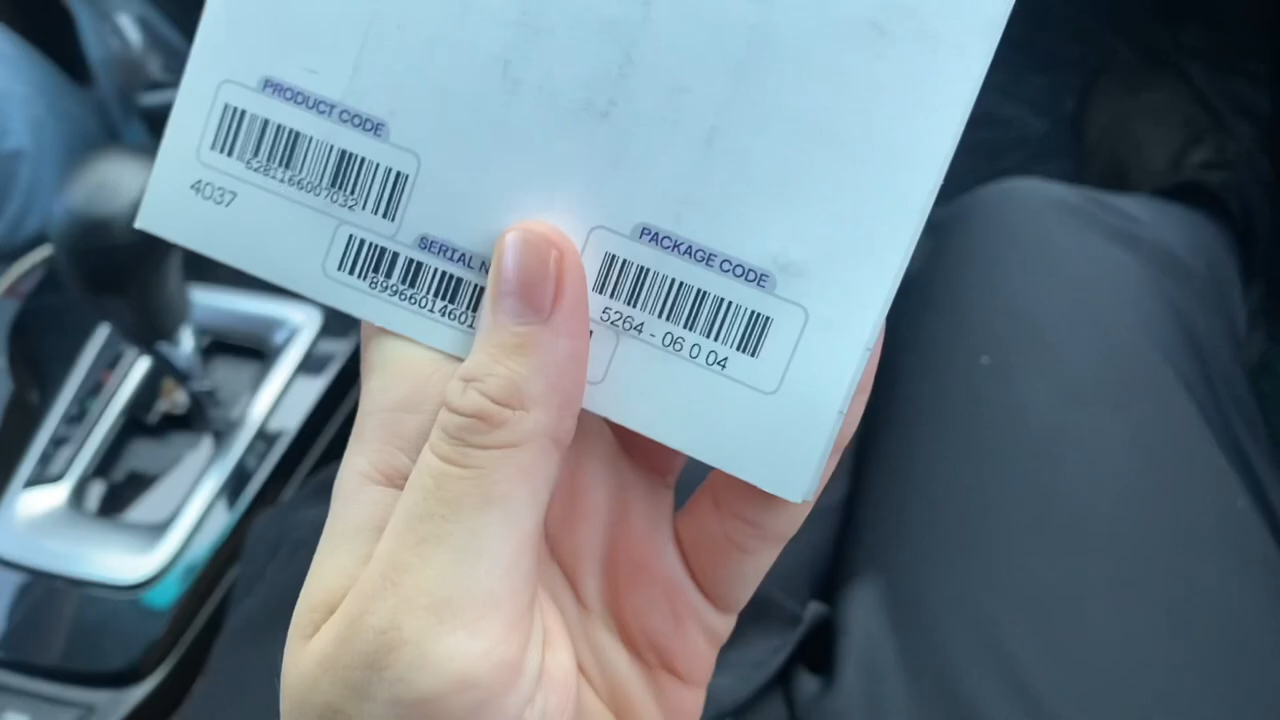 PRODUCT CODE
6281166007032
4037
SERIAL N
89966014601
PACKAGE CODE
5264 - 06 0 04